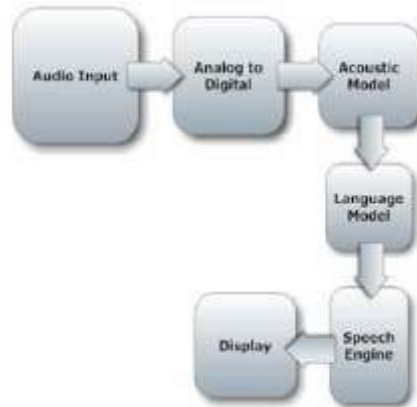 Audio Input
Analog to
Digital
Acoustic
Model
Language
Model
Speech
Engine
Display